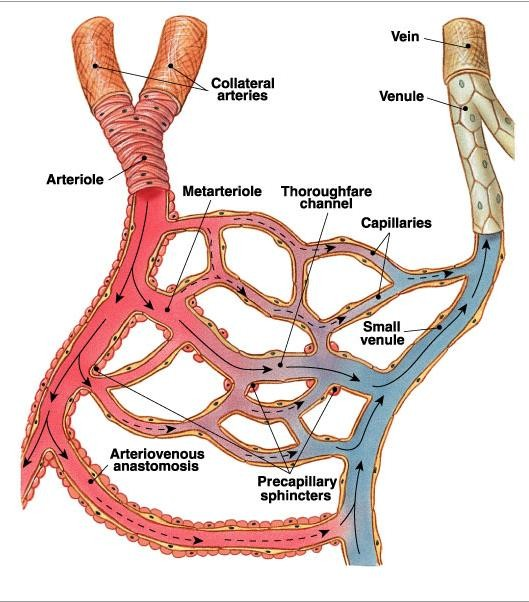 Vein
Collateral
arteries
Venule
Arteriole
Metarteriole
Thoroughfare
channel
Capillaries
Small
venule
Arteriovenous
anastomosis
Precapillary
sphincters